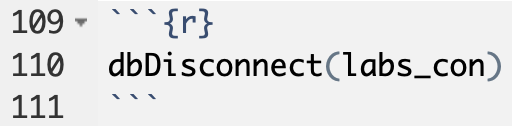 109 ```{r}
110 dbDisconnect(labs_con)
111 ```